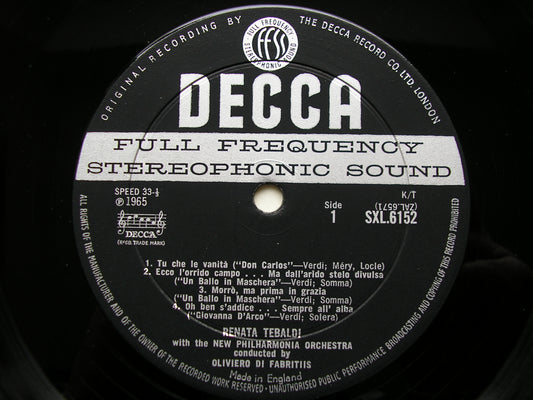 ORIGINAL RECORDING BY THE DECCA RECORD CO. LTD. LONDON
FULL FREQUENCY
ffss
STEREOPHONIC SOUND
DECCA
FULL FREQUENCY
STEREOPHONIC SOUND
SPEED 33-⅓
℗ 1965
DECCA
(REGD. TRADE MARK)
Side
1
K/T
(ZAL.6571)
SXL.6152
1. Tu che le vanità ("Don Carlos"—Verdi; Méry, Locle)
2. Ecco l'orrido campo . . . Ma dall'arido stelo divulsa
("Un Ballo in Maschera"—Verdi; Somma)
3. Morrò, ma prima in grazia
("Un Ballo in Maschera"—Verdi; Somma)
4. Oh ben s'addice . . . Sempre all' alba
("Giovanna D'Arco"—Verdi; Solera)
RENATA TEBALDI
with the NEW PHILHARMONIA ORCHESTRA
conducted by
OLIVIERO DI FABRITIIS
Made in England
ALL RIGHTS OF THE MANUFACTURER AND OF THE OWNER OF THE RECORDED WORK RESERVED · UNAUTHORISED PUBLIC PERFORMANCE BROADCASTING AND COPYING OF THIS RECORD PROHIBITED